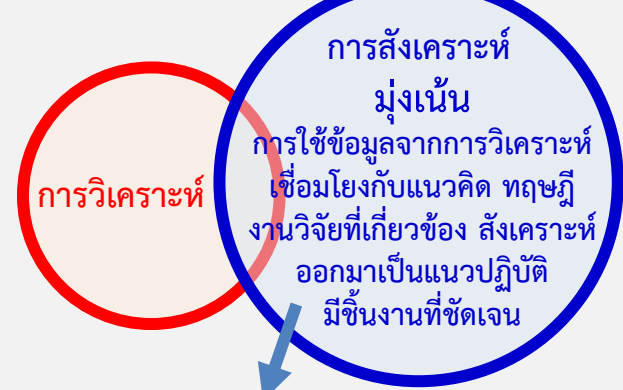 การวิเคราะห์
การสังเคราะห์
มุ่งเน้น
การใช้ข้อมูลจากการวิเคราะห์
เชื่อมโยงกับแนวคิด ทฤษฎี
งานวิจัยที่เกี่ยวข้อง สังเคราะห์
ออกมาเป็นแนวปฏิบัติ
มีชิ้นงานที่ชัดเจน